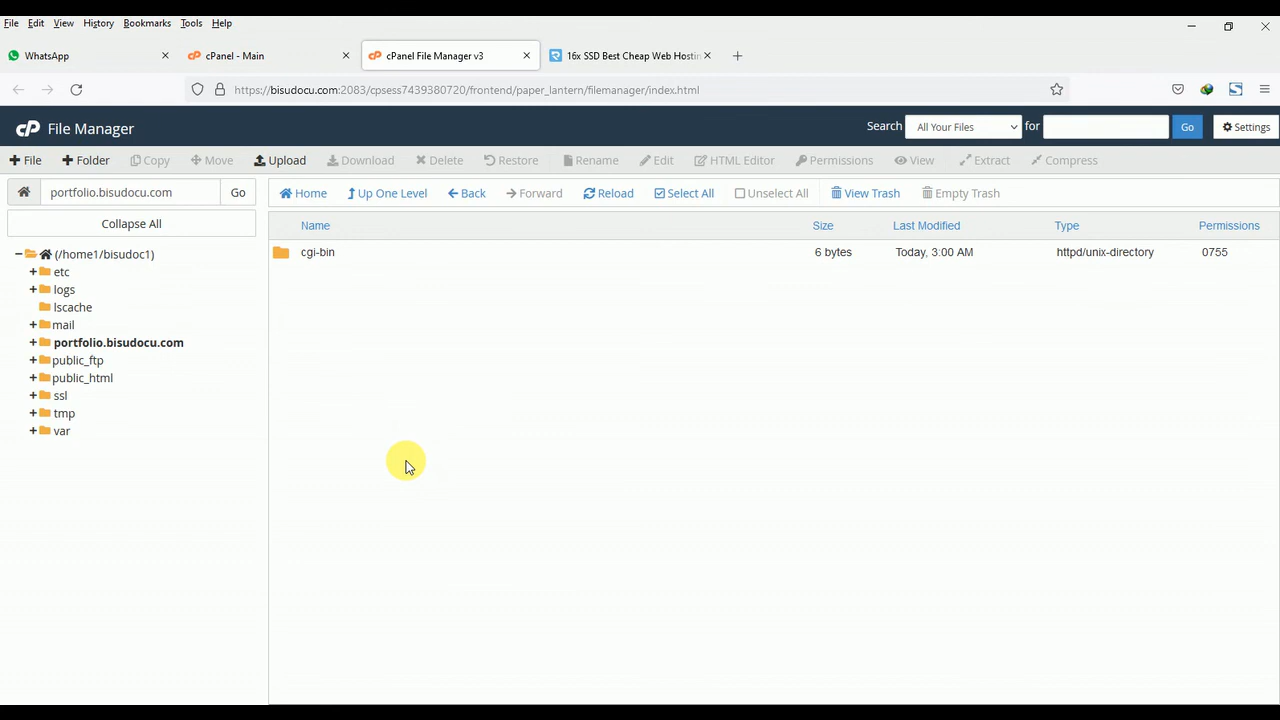 File Edit View History Bookmarks Tools Help
WhatsApp cPanel - Main cPanel File Manager v3 16x SSD Best Cheap Web Hostin
https://bisudocu.com:2083/cpsess7439380720/frontend/paper_lantern/filemanager/index.html
cP File Manager Search All Your Files for Go Settings
File Folder Copy Move Upload Download Delete Restore Rename Edit HTML Editor Permissions View Extract Compress
portfolio.bisudocu.com Go Home Up One Level Back Forward Reload Select All Unselect All View Trash Empty Trash
Collapse All
Name Size Last Modified Type Permissions
cgi-bin 6 bytes Today, 3:00 AM httpd/unix-directory 0755
(/home1/bisudoc1)
etc
logs
lscache
mail
portfolio.bisudocu.com
public_ftp
public_html
ssl
tmp
var